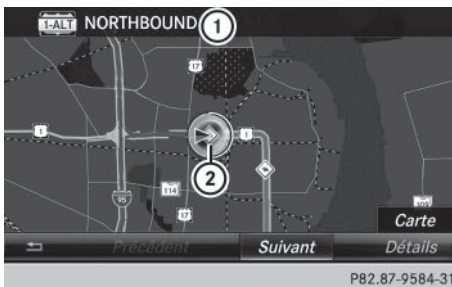 1-ALT NORTHBOUND 1
17
1 1
2
114
95
17
109
Carte
Précédent Suivant Détails
P82.87-9584-31